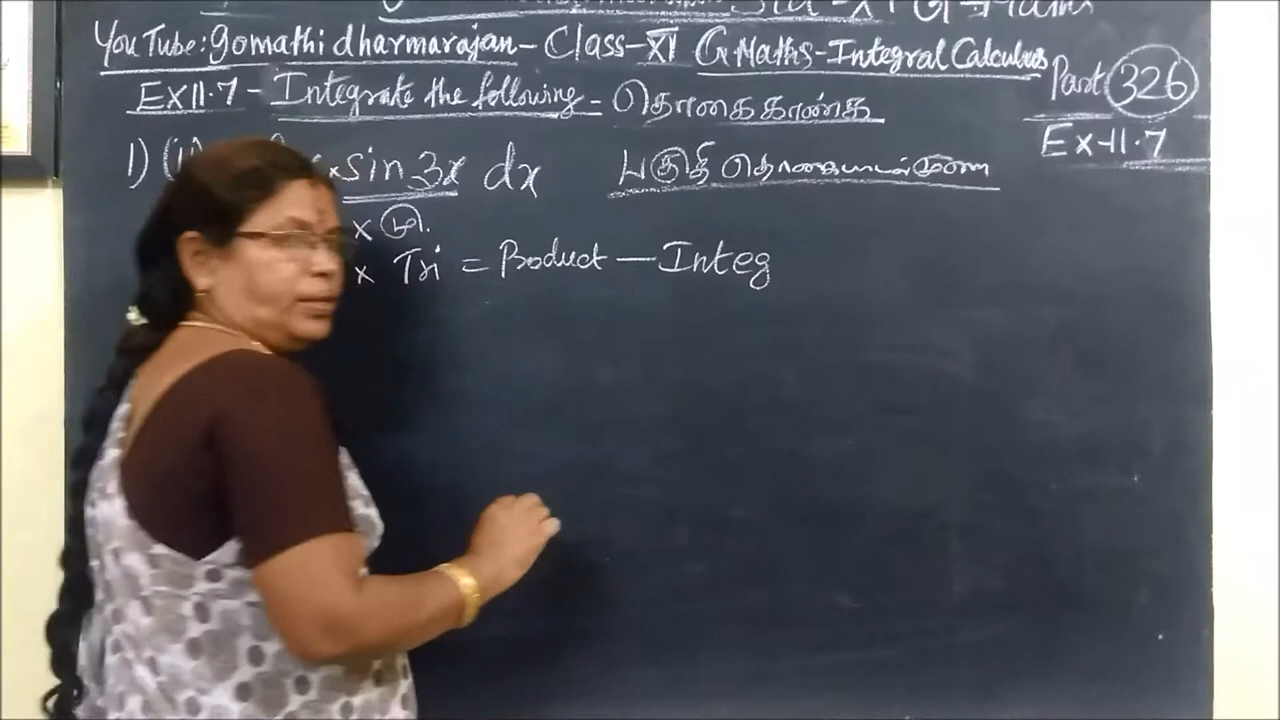 YouTube: gomathi dharmarajan - Class - XI G Maths - Integral Calculus
Part 326
Ex 11.7 - Integrate the following - தொகை காண்க
Ex-11.7
1) (ii) x sin 3x dx பகுதி
x
x Tri = Product — Integ